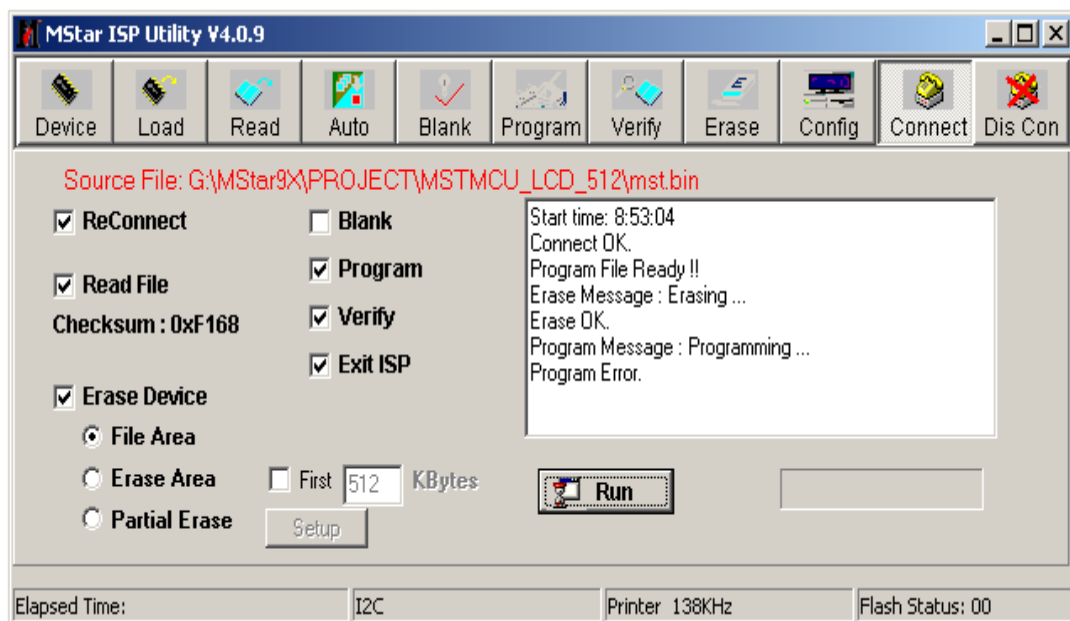 MStar ISP Utility V4.0.9
Device Load Read Auto Blank Program Verify Erase Config Connect Dis Con
Source File: G:\MStar9X\PROJECT\MSTMCU_LCD_512\mst.bin
ReConnect
Read File
Checksum : 0xF168
Erase Device
File Area
Erase Area
Partial Erase
First 512 KBytes
Setup
Blank
Program
Verify
Exit ISP
Start time: 8:53:04
Connect OK.
Program File Ready !!
Erase Message : Erasing ...
Erase OK.
Program Message : Programming ...
Program Error.
Run
Elapsed Time: I2C Printer 138KHz Flash Status: 00